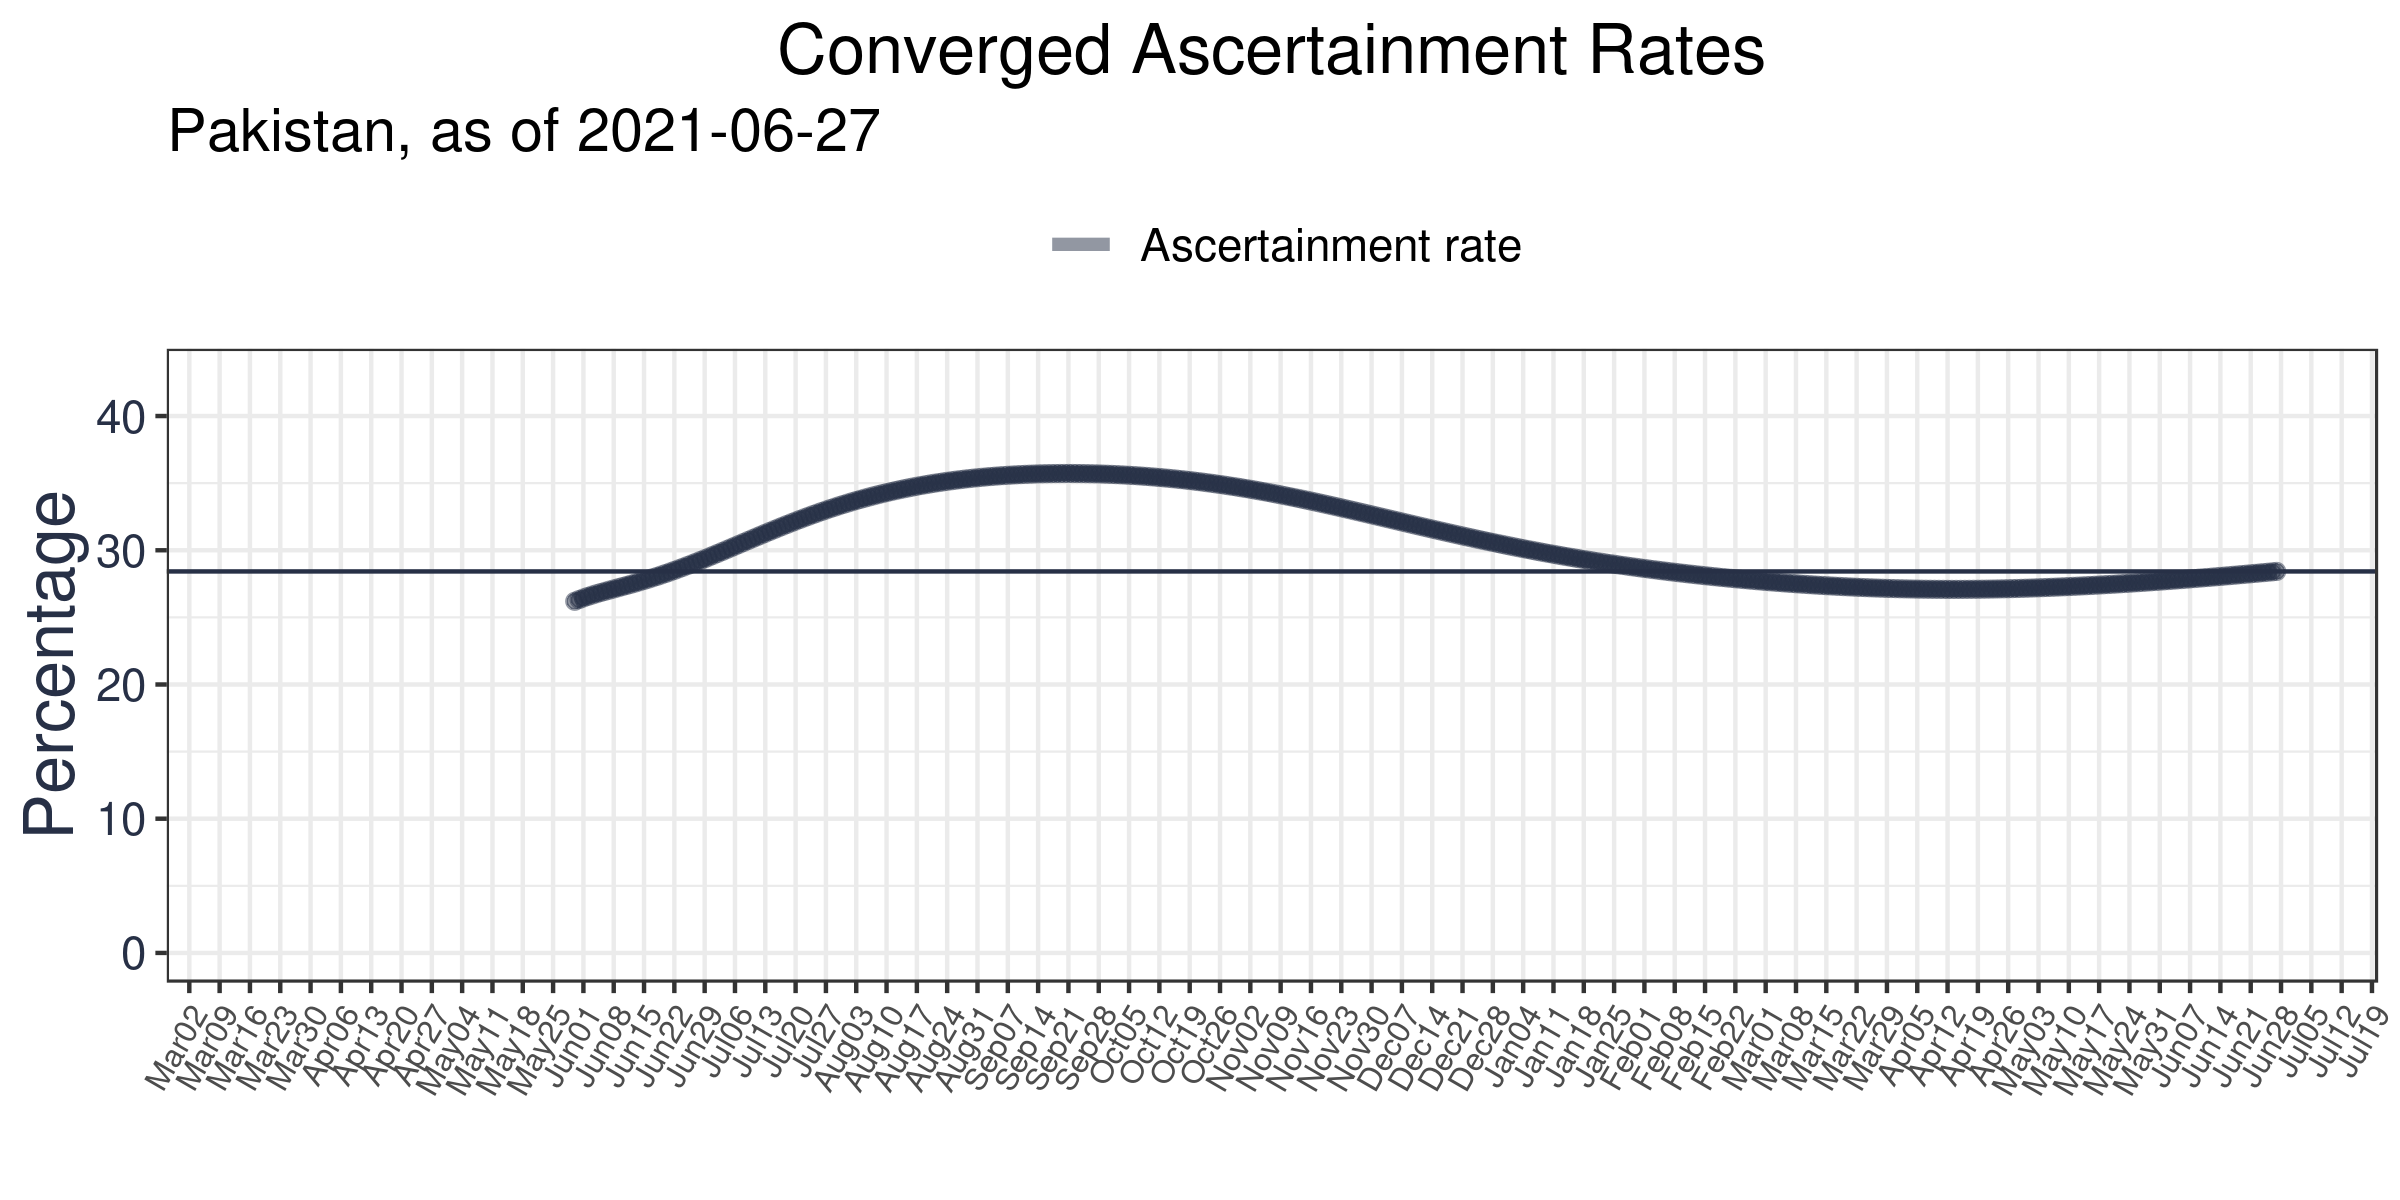 Converged Ascertainment Rates
Pakistan, as of 2021-06-27
Ascertainment rate
Percentage
40
30
20
10
0
Mar02
Mar09
Mar16
Mar23
Mar30
Apr06
Apr13
Apr20
Apr27
May04
May11
May18
May25
Jun01
Jun08
Jun15
Jun22
Jun29
Jul06
Jul13
Jul20
Jul27
Aug03
Aug10
Aug17
Aug24
Aug31
Sep07
Sep14
Sep21
Sep28
Oct05
Oct12
Oct19
Oct26
Nov02
Nov09
Nov16
Nov23
Nov30
Dec07
Dec14
Dec21
Dec28
Jan04
Jan11
Jan18
Jan25
Feb01
Feb08
Feb15
Feb22
Mar01
Mar08
Mar15
Mar22
Mar29
Apr05
Apr12
Apr19
Apr26
May03
May10
May17
May24
May31
Jun07
Jun14
Jun21
Jun28
Jul05
Jul12
Jul19